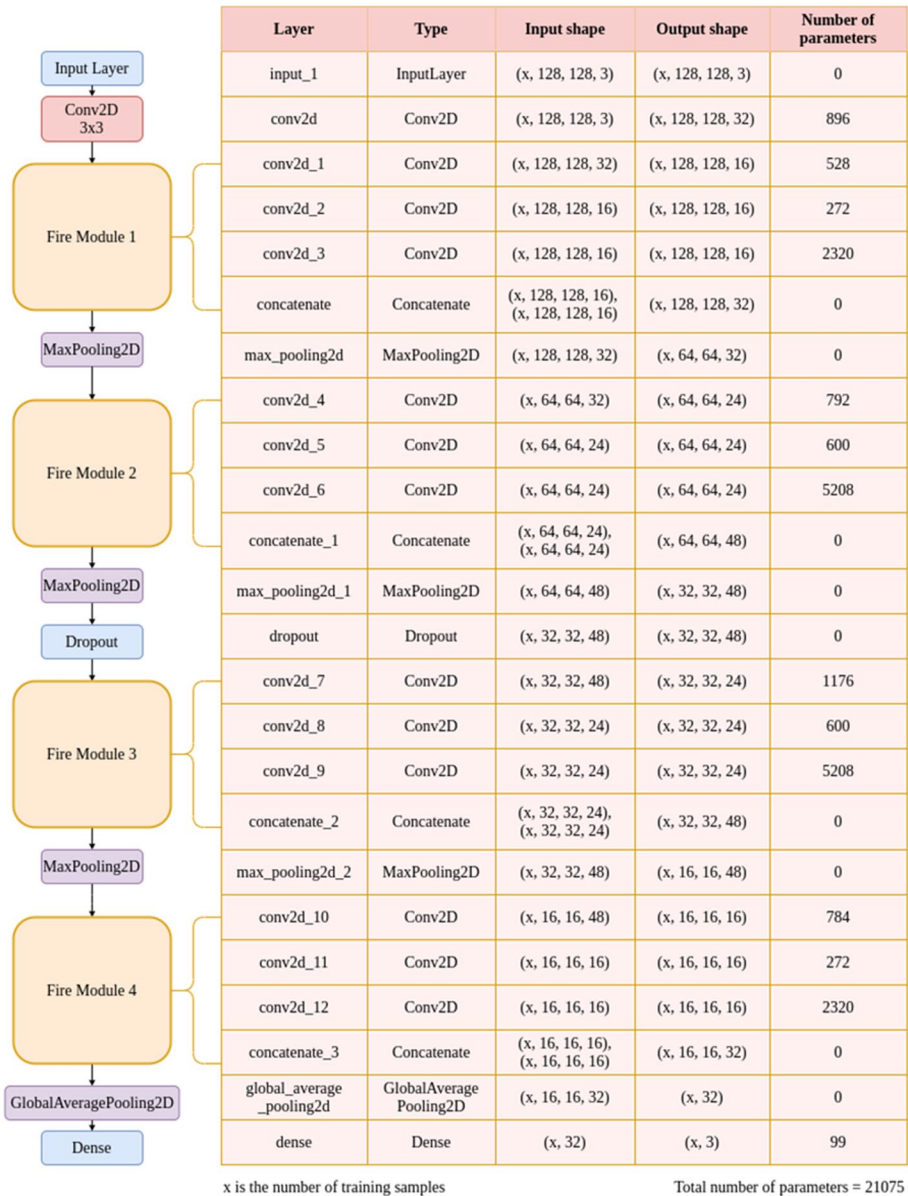 Input Layer
Conv2D
3x3
Fire Module 1
MaxPooling2D
Fire Module 2
MaxPooling2D
Dropout
Fire Module 3
MaxPooling2D
Fire Module 4
GlobalAveragePooling2D
Dense
Layer Type Input shape Output shape Number of
parameters
input_1 InputLayer (x, 128, 128, 3) (x, 128, 128, 3) 0
conv2d Conv2D (x, 128, 128, 3) (x, 128, 128, 32) 896
conv2d_1 Conv2D (x, 128, 128, 32) (x, 128, 128, 16) 528
conv2d_2 Conv2D (x, 128, 128, 16) (x, 128, 128, 16) 272
conv2d_3 Conv2D (x, 128, 128, 16) (x, 128, 128, 16) 2320
concatenate Concatenate (x, 128, 128, 16),
(x, 128, 128, 16) (x, 128, 128, 32) 0
max_pooling2d MaxPooling2D (x, 128, 128, 32) (x, 64, 64, 32) 0
conv2d_4 Conv2D (x, 64, 64, 32) (x, 64, 64, 24) 792
conv2d_5 Conv2D (x, 64, 64, 24) (x, 64, 64, 24) 600
conv2d_6 Conv2D (x, 64, 64, 24) (x, 64, 64, 24) 5208
concatenate_1 Concatenate (x, 64, 64, 24),
(x, 64, 64, 24) (x, 64, 64, 48) 0
max_pooling2d_1 MaxPooling2D (x, 64, 64, 48) (x, 32, 32, 48) 0
dropout Dropout (x, 32, 32, 48) (x, 32, 32, 48) 0
conv2d_7 Conv2D (x, 32, 32, 48) (x, 32, 32, 24) 1176
conv2d_8 Conv2D (x, 32, 32, 24) (x, 32, 32, 24) 600
conv2d_9 Conv2D (x, 32, 32, 24) (x, 32, 32, 24) 5208
concatenate_2 Concatenate (x, 32, 32, 24),
(x, 32, 32, 24) (x, 32, 32, 48) 0
max_pooling2d_2 MaxPooling2D (x, 32, 32, 48) (x, 16, 16, 48) 0
conv2d_10 Conv2D (x, 16, 16, 48) (x, 16, 16, 16) 784
conv2d_11 Conv2D (x, 16, 16, 16) (x, 16, 16, 16) 272
conv2d_12 Conv2D (x, 16, 16, 16) (x, 16, 16, 16) 2320
concatenate_3 Concatenate (x, 16, 16, 16),
(x, 16, 16, 16) (x, 16, 16, 32) 0
global_average
_pooling2d GlobalAverage
Pooling2D (x, 16, 16, 32) (x, 32) 0
dense Dense (x, 32) (x, 3) 99
x is the number of training samples Total number of parameters = 21075